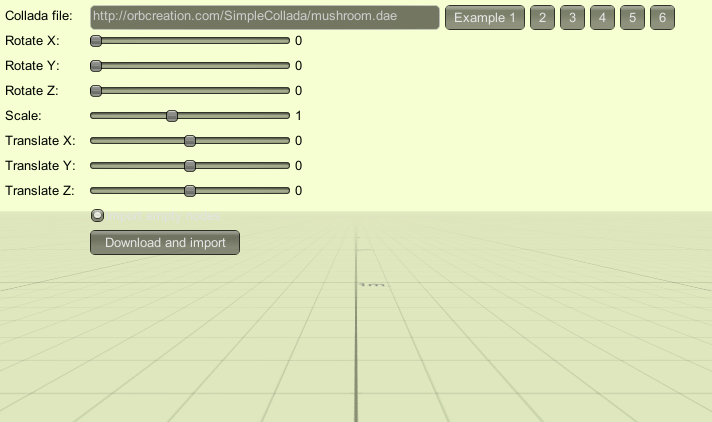 Collada file: http://orbcreation.com/SimpleCollada/mushroom.dae Example 1 2 3 4 5 6
Rotate X: 0
Rotate Y: 0
Rotate Z: 0
Scale: 1
Translate X: 0
Translate Y: 0
Translate Z: 0
Download and import
1m